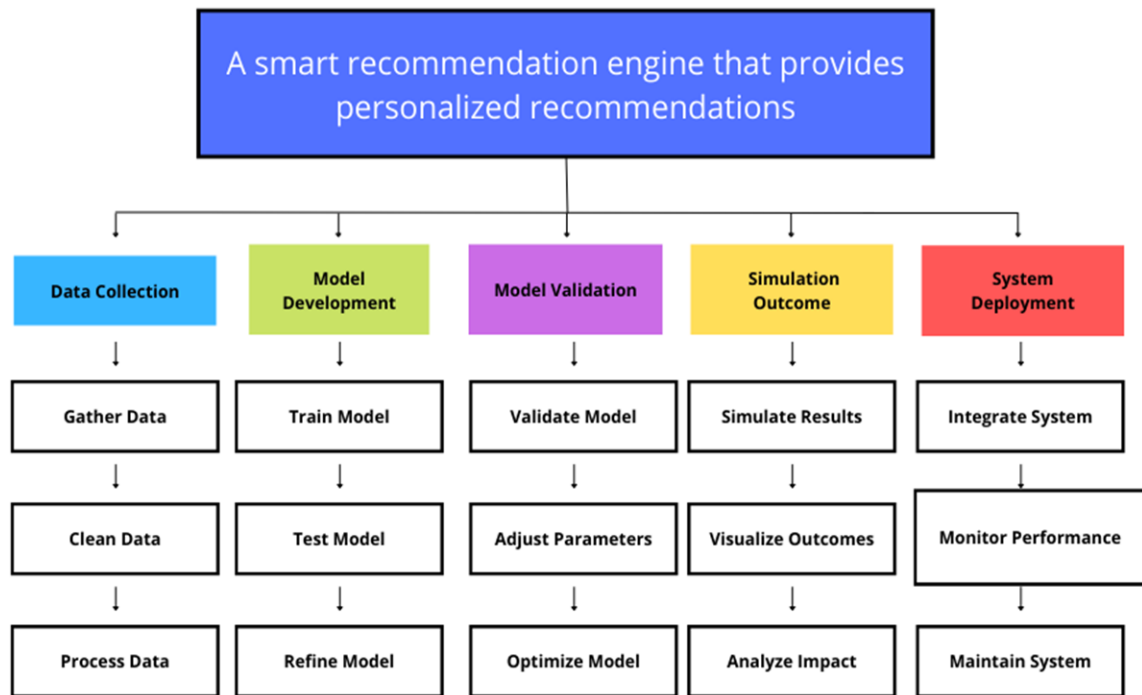 A smart recommendation engine that provides
personalized recommendations
Data Collection
Model
Development
Model Validation
Simulation
Outcome
System
Deployment
Gather Data
Train Model
Validate Model
Simulate Results
Integrate System
Clean Data
Test Model
Adjust Parameters
Visualize Outcomes
Monitor Performance
Process Data
Refine Model
Optimize Model
Analyze Impact
Maintain System